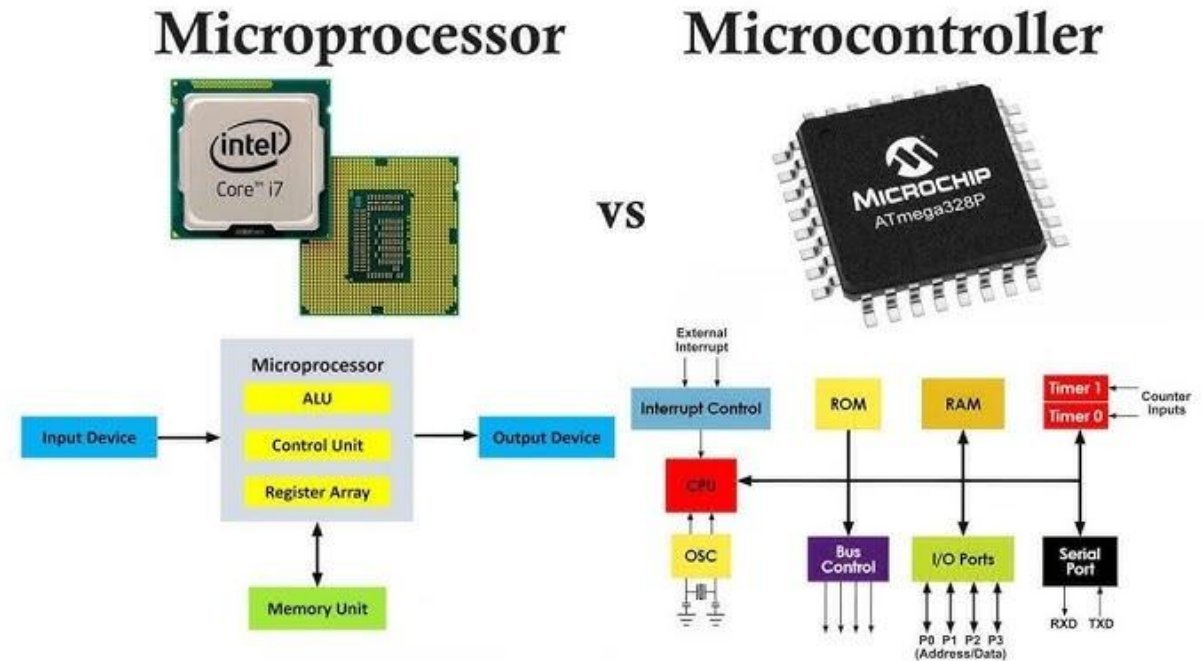 Microprocessor
Microcontroller
intel
Core™ i7
vs
MICROCHIP
ATmega328P
Microprocessor
ALU
Control Unit
Register Array
Input Device
Output Device
Memory Unit
External
Interrupt
Interrupt Control
ROM
RAM
Timer 1
Timer 0
Counter
Inputs
CPU
OSC
Bus
Control
I/O Ports
Serial
Port
P0 P1 P2 P3
(Address/Data)
RXD TXD